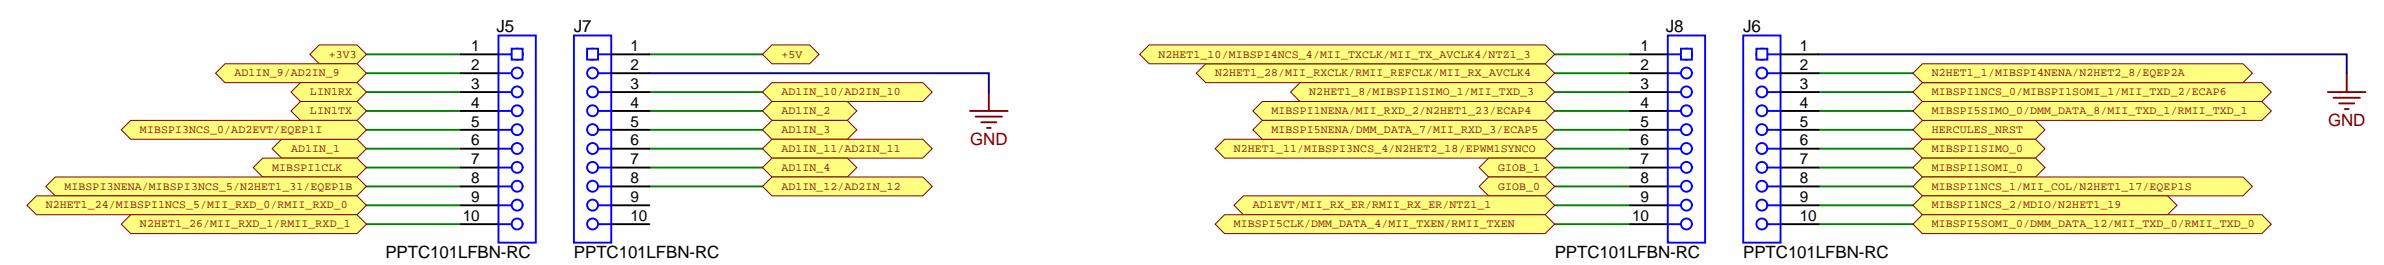 J5 J7 J8 J6
+3V3 1 1 +5V N2HET1_10/MIBSPI4NCS_4/MII_TXCLK/MII_TX_AVCLK4/NTZ1_3 1 1
AD1IN_9/AD2IN_9 2 2 N2HET1_28/MII_RXCLK/RMII_REFCLK/MII_RX_AVCLK4 2 2 N2HET1_1/MIBSPI4NENA/N2HET2_8/EQEP2A
LIN1RX 3 3 AD1IN_10/AD2IN_10 N2HET1_8/MIBSPI1SIMO_1/MII_TXD_3 3 3 MIBSPI1NCS_0/MIBSPI1SOMI_1/MII_TXD_2/ECAP6
LIN1TX 4 4 AD1IN_2 MIBSPI1NENA/MII_RXD_2/N2HET1_23/ECAP4 4 4 MIBSPI5SIMO_0/DMM_DATA_8/MII_TXD_1/RMII_TXD_1
GND
MIBSPI3NCS_0/AD2EVT/EQEP1I 5 5 AD1IN_3 MIBSPI5NENA/DMM_DATA_7/MII_RXD_3/ECAP5 5 5 HERCULES_NRST
GND
AD1IN_1 6 6 AD1IN_11/AD2IN_11 N2HET1_11/MIBSPI3NCS_4/N2HET2_18/EPWM1SYNCO 6 6 MIBSPI1SIMO_0
MIBSPI1CLK 7 7 AD1IN_4 GIOB_1 7 7 MIBSPI1SOMI_0
MIBSPI3NENA/MIBSPI3NCS_5/N2HET1_31/EQEP1B 8 8 AD1IN_12/AD2IN_12 GIOB_0 8 8 MIBSPI1NCS_1/MII_COL/N2HET1_17/EQEP1S
N2HET1_24/MIBSPI1NCS_5/MII_RXD_0/RMII_RXD_0 9 9 AD1EVT/MII_RX_ER/RMII_RX_ER/NTZ1_1 9 9 MIBSPI1NCS_2/MDIO/N2HET1_19
N2HET1_26/MII_RXD_1/RMII_RXD_1 10 10 MIBSPI5CLK/DMM_DATA_4/MII_TXEN/RMII_TXEN 10 10 MIBSPI5SOMI_0/DMM_DATA_12/MII_TXD_0/RMII_TXD_0
PPTC101LFBN-RC PPTC101LFBN-RC PPTC101LFBN-RC PPTC101LFBN-RC